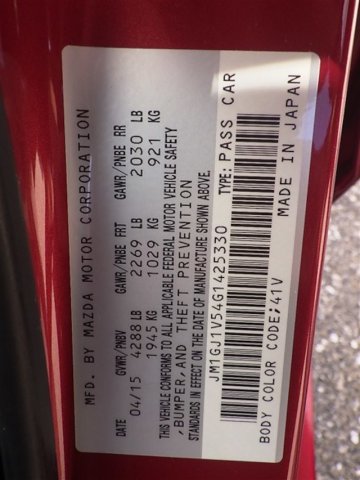 MFD. BY MAZDA MOTOR CORPORATION
DATE GVWR/PNBV GAWR/PNBE FRT GAWR/PNBE RR
04/15 4288 LB 2269 LB 2030 LB
1945 KG 1029 KG 921 KG
THIS VEHICLE CONFORMS TO ALL APPLICABLE FEDERAL MOTOR VEHICLE SAFETY
,BUMPER,AND THEFT PREVENTION
STANDARDS IN EFFECT ON THE DATE OF MANUFACTURE SHOWN ABOVE.
JM1GJ1V54G1425330 TYPE: PASS CAR
BODY COLOR CODE:41V MADE IN JAPAN